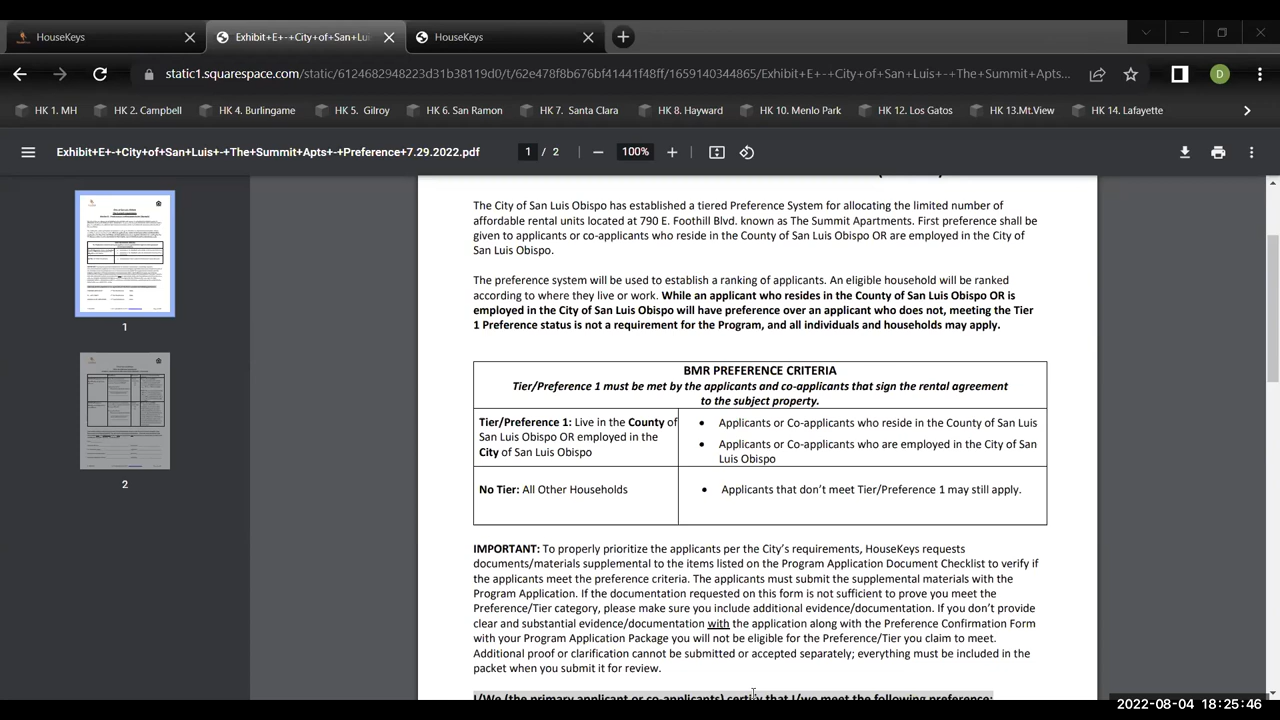 HouseKeys
Exhibit+E+-+City+of+San+Lui
HouseKeys
static1.squarespace.com/static/6124682948223d31b3811dd0/t/62e478f8b676bf41441f48ff/1659140344865/Exhibit+E+-+City+of+San+Luis+-+The+Summit+Apts...
D
HK 1. MH
HK 2. Campbell
HK 4. Burlingame
HK 5. Gilroy
HK 6. San Ramon
HK 7. Santa Clara
HK 8. Hayward
HK 10. Menlo Park
HK 12. Los Gatos
HK 13.Mt.View
HK 14. Lafayette
Exhibit+E+-+City+of+San+Luis+-+The+Summit+Apts+-+Preference+7.29.2022.pdf
1 / 2
100%
1
2
The City of San Luis Obispo has established a tiered Preference System for allocating the limited number of
affordable rental units located at 790 E. Foothill Blvd. known as The Summit Apartments. First preference shall be
given to applicants or co-applicants who reside in the County of San Luis Obispo OR are employed in the City of
San Luis Obispo.
The preference system will be used to establish a ranking of applicants. An eligible household will be ranked
according to where they live or work. While an applicant who resides in the County of San Luis Obispo OR is
employed in the City of San Luis Obispo will have preference over an applicant who does not, meeting the Tier
1 Preference status is not a requirement for the Program, and all individuals and households may apply.
BMR PREFERENCE CRITERIA
Tier/Preference 1 must be met by the applicants and co-applicants that sign the rental agreement
to the subject property.
Tier/Preference 1: Live in the County of
San Luis Obispo OR employed in the
City of San Luis Obispo
• Applicants or Co-applicants who reside in the County of San Luis
• Applicants or Co-applicants who are employed in the City of San
Luis Obispo
No Tier: All Other Households
• Applicants that don't meet Tier/Preference 1 may still apply.
IMPORTANT: To properly prioritize the applicants per the City's requirements, HouseKeys requests
documents/materials supplemental to the items listed on the Program Application Document Checklist to verify if
the applicants meet the preference criteria. The applicants must submit the supplemental materials with the
Program Application. If the documentation requested on this form is not sufficient to prove you meet the
Preference/Tier category, please make sure you include additional evidence/documentation. If you don't provide
clear and substantial evidence/documentation with the application along with the Preference Confirmation Form
with your Program Application Package you will not be eligible for the Preference/Tier you claim to meet.
Additional proof or clarification cannot be submitted or accepted separately; everything must be included in the
packet when you submit it for review.
I/We (the primary applicant or co-applicants) certify that I/we meet the following preference:
2022-08-04 18:25:46